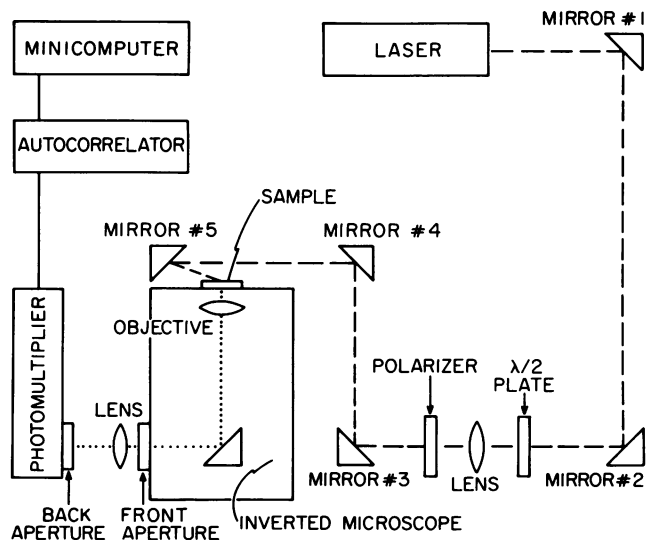 MIRROR #1
MINICOMPUTER
LASER
AUTOCORRELATOR
SAMPLE
MIRROR #5
MIRROR #4
OBJECTIVE
PHOTOMULTIPLIER
POLARIZER
λ/2
PLATE
LENS
MIRROR #3
LENS
MIRROR #2
BACK
APERTURE
FRONT
APERTURE
INVERTED MICROSCOPE